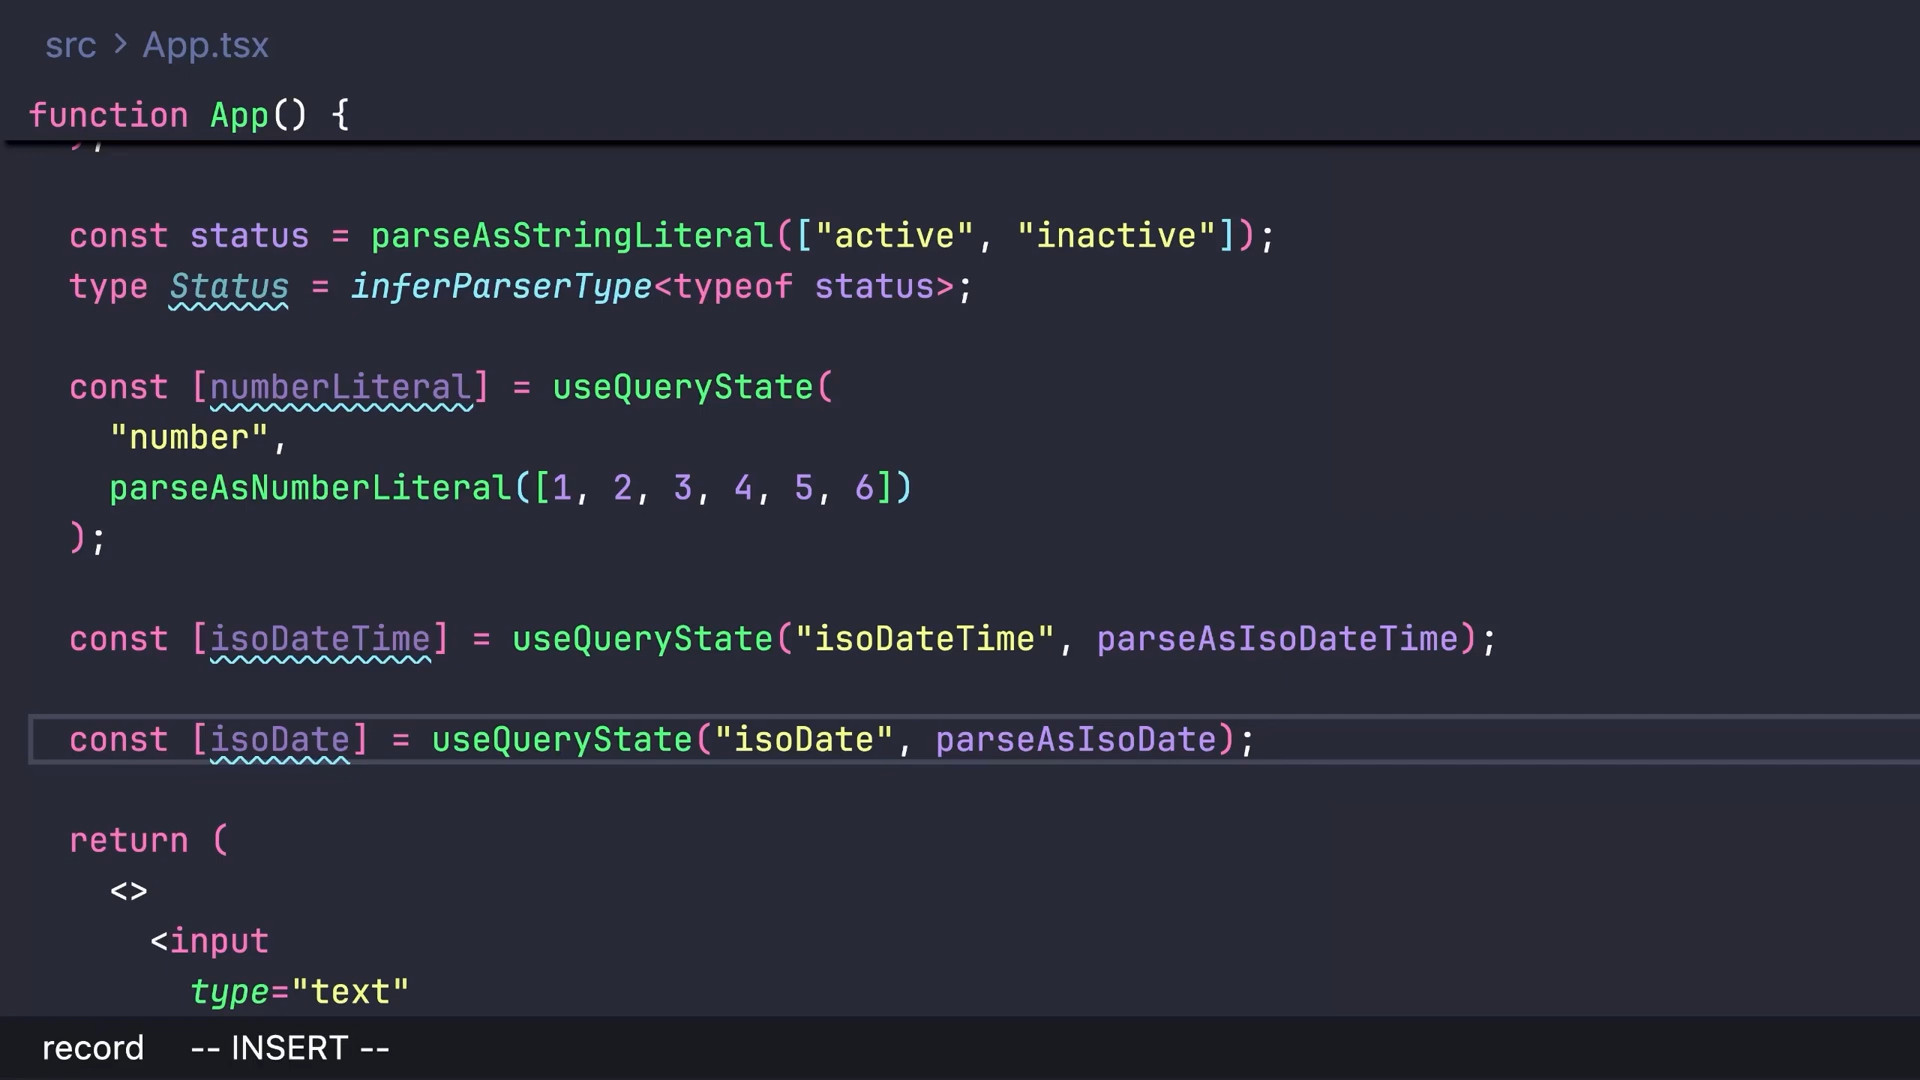 src > App.tsx
function App() {
);
const status = parseAsStringLiteral(["active", "inactive"]);
type Status = inferParserType<typeof status>;
const [numberLiteral] = useQueryState(
"number",
parseAsNumberLiteral([1, 2, 3, 4, 5, 6])
);
const [isoDateTime] = useQueryState("isoDateTime", parseAsIsoDateTime);
const [isoDate] = useQueryState("isoDate", parseAsIsoDate);
return (
<>
<input
type="text"
record -- INSERT --